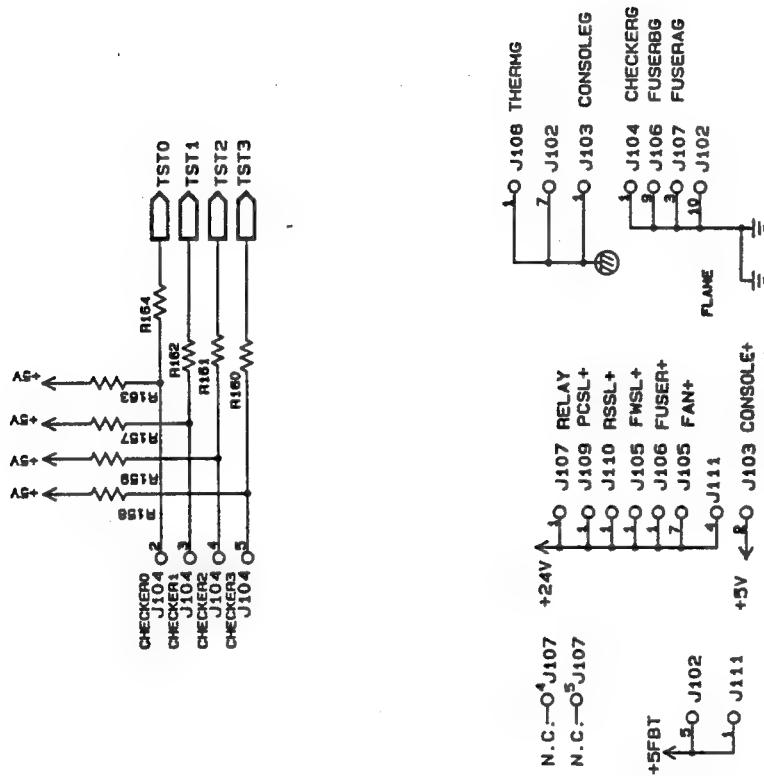 +5V
+5V
+5V
+5V
R163
R157
R159
R158
R164
R162
R161
R160
TST0
TST1
TST2
TST3
CHECKER0
J104 2
CHECKER1
J104 3
CHECKER2
J104 4
CHECKER3
J104 5
1 J108 THERMG
7 J102
1 J103 CONSOLEG
1 J104 CHECKERG
9 J106 FUSERBG
3 J107 FUSERAG
10 J102
FLAME
+24V
1 J107 RELAY
1 J109 PCSL+
1 J110 RSSL+
1 J105 FWSL+
1 J106 FUSER+
7 J105 FAN+
4 J111
+5V
2 J103 CONSOLE+
N.C. 4 J107
N.C. 5 J107
+5FBT
5 J102
1 J111